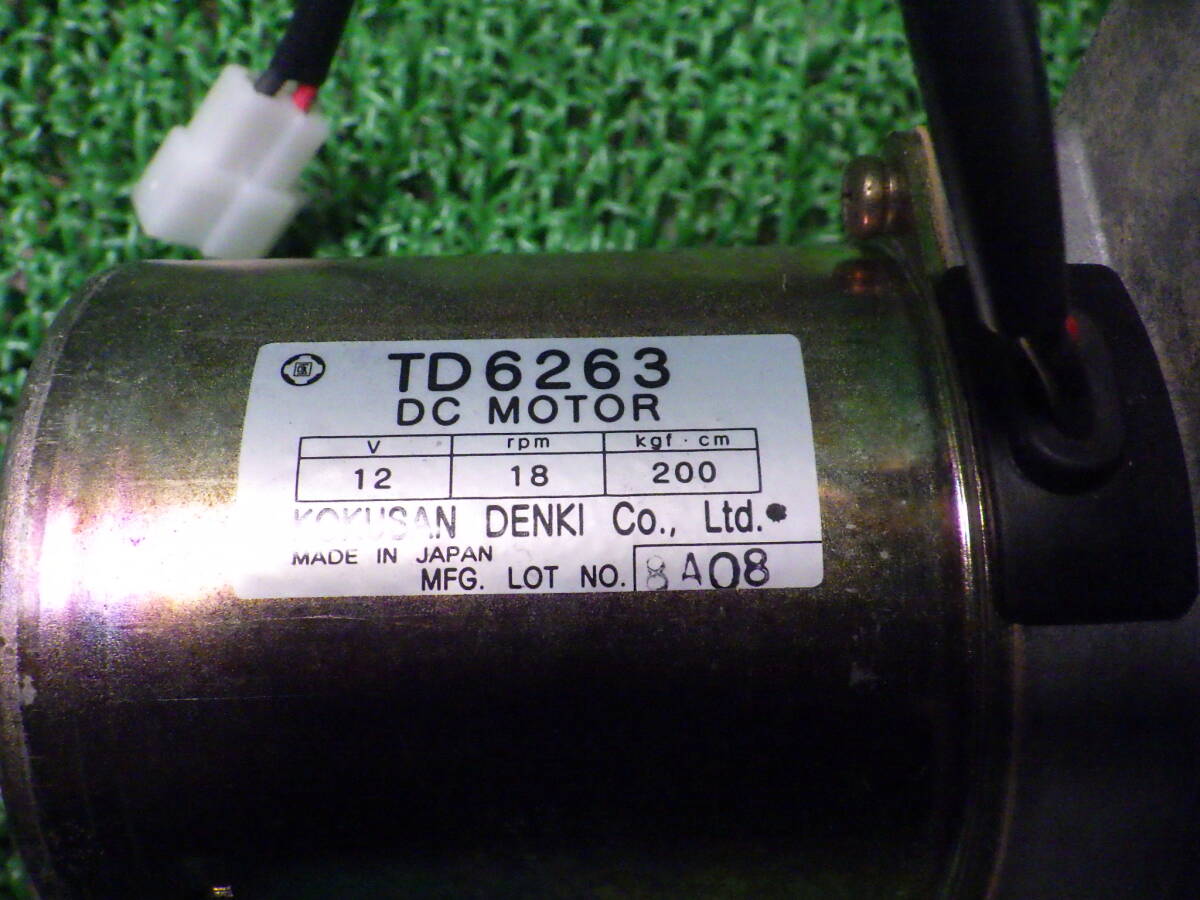 TD6263
DC MOTOR
V rpm kgf·cm
12 18 200
KOKUSAN DENKI Co., Ltd.
MADE IN JAPAN
MFG. LOT NO. 8A08